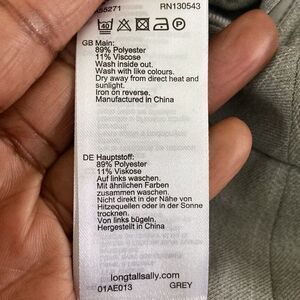 55271 RN130543
40
GB Main:
89% Polyester
11% Viscose
Wash inside out.
Wash with like colours.
Dry away from direct heat and
sunlight.
Iron on reverse.
Manufactured in China
DE Hauptstoff:
89% Polyester
11% Viskose
Auf links waschen.
Mit ähnlichen Farben
zusammen waschen.
Nicht direkt in der Nähe von
Hitzequellen oder in der Sonne
trocknen.
Von links bügeln.
Hergestellt in China
longtallsally.com
01AE013 GREY